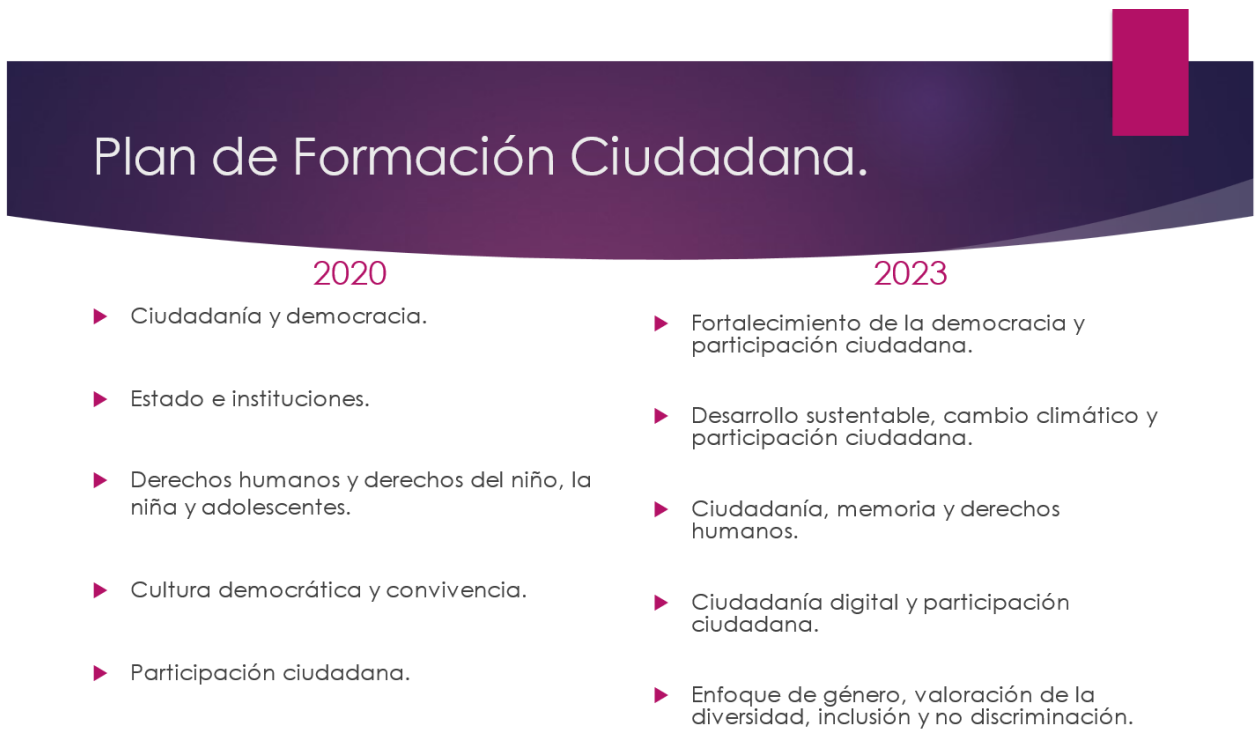 Plan de Formación Ciudadana.
2020
Ciudadanía y democracia.
Estado e instituciones.
Derechos humanos y derechos del niño, la
niña y adolescentes.
Cultura democrática y convivencia.
Participación ciudadana.
2023
Fortalecimiento de la democracia y
participación ciudadana.
Desarrollo sustentable, cambio climático y
participación ciudadana.
Ciudadanía, memoria y derechos
humanos.
Ciudadanía digital y participación
ciudadana.
Enfoque de género, valoración de la
diversidad, inclusión y no discriminación.